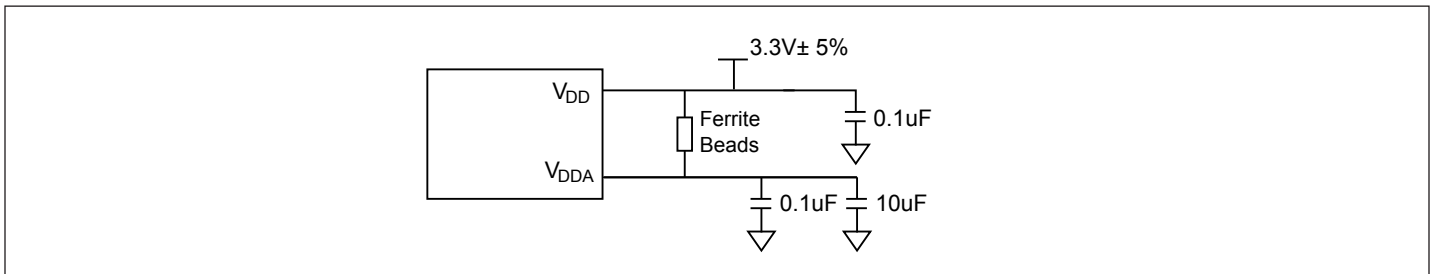 3.3V± 5%
VDD
Ferrite
Beads
0.1uF
VDDA
0.1uF
10uF